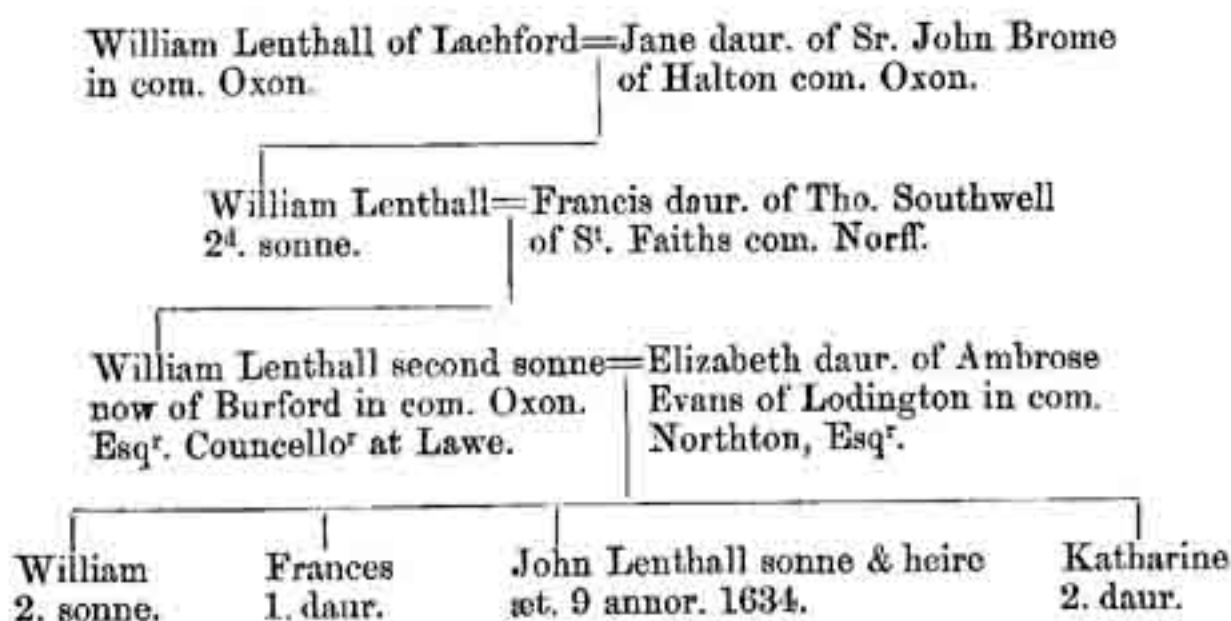 William Lenthall of Lachford=Jane daur. of Sr. John Brome
in com. Oxon.
of Halton com. Oxon.
William Lenthall=Francis daur. of Tho. Southwell
2ᵈ. sonne.
of Sᵗ. Faiths com. Norff.
William Lenthall second sonne=Elizabeth daur. of Ambrose
now of Burford in com. Oxon.
Evans of Lodington in com.
Esqʳ. Councelloʳ at Lawe.
Northton, Esqʳ.
William
2. sonne.
Frances
1. daur.
John Lenthall sonne & heire
æt. 9 annor. 1634.
Katharine
2. daur.